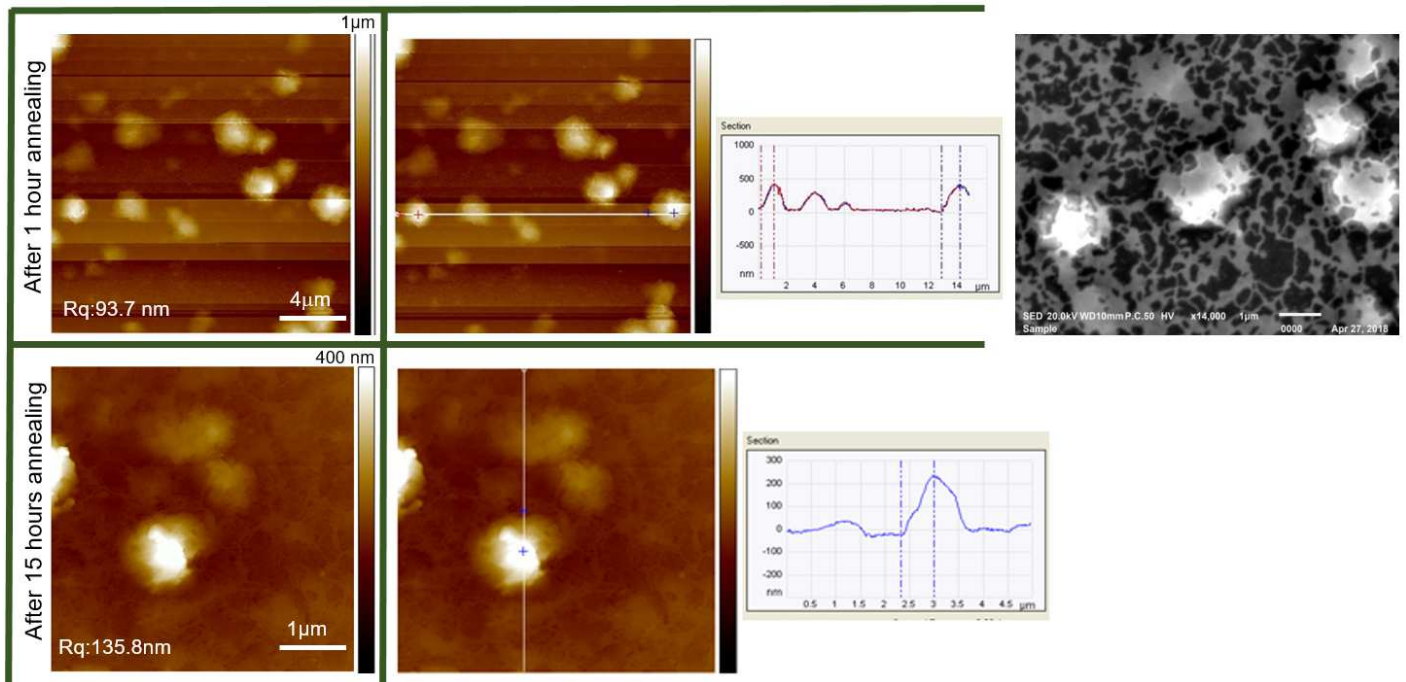 After 1 hour annealing
1µm
Rq:93.7 nm
4µm
Section
1000
500
0
-500
nm
2 4 6 8 10 12 14 µm
SED 20.0kV WD10mm P.C.50 HV x14,000 1µm
Sample 0000 Apr 27, 2018
After 15 hours annealing
400 nm
Rq:135.8nm
1µm
Section
300
200
100
0
-100
-200
nm
0.5 1 1.5 2 2.5 3 3.5 4 4.5 µm